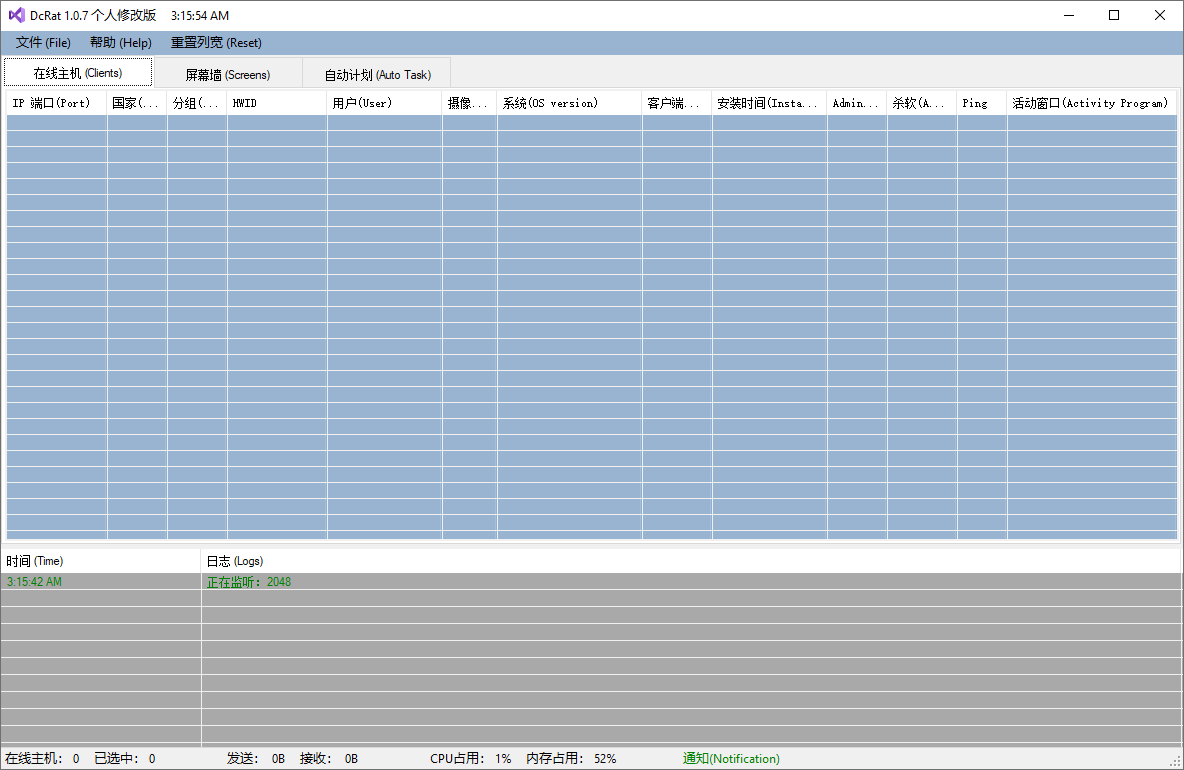 DcRat 1.0.7 个人修改版 3:15:54 AM
文件 (File) 帮助 (Help) 重置列宽 (Reset)
在线主机 (Clients) 屏幕墙 (Screens) 自动计划 (Auto Task)
IP 端口(Port) 国家(... 分组(... HWID 用户(User) 摄像... 系统(OS version) 客户端... 安装时间(Insta... Admin... 杀软(A... Ping 活动窗口(Activity Program)
时间 (Time) 日志 (Logs)
3:15:42 AM 正在监听：2048
在线主机： 0 已选中： 0 发送： 0B 接收： 0B CPU占用： 1% 内存占用： 52% 通知(Notification)